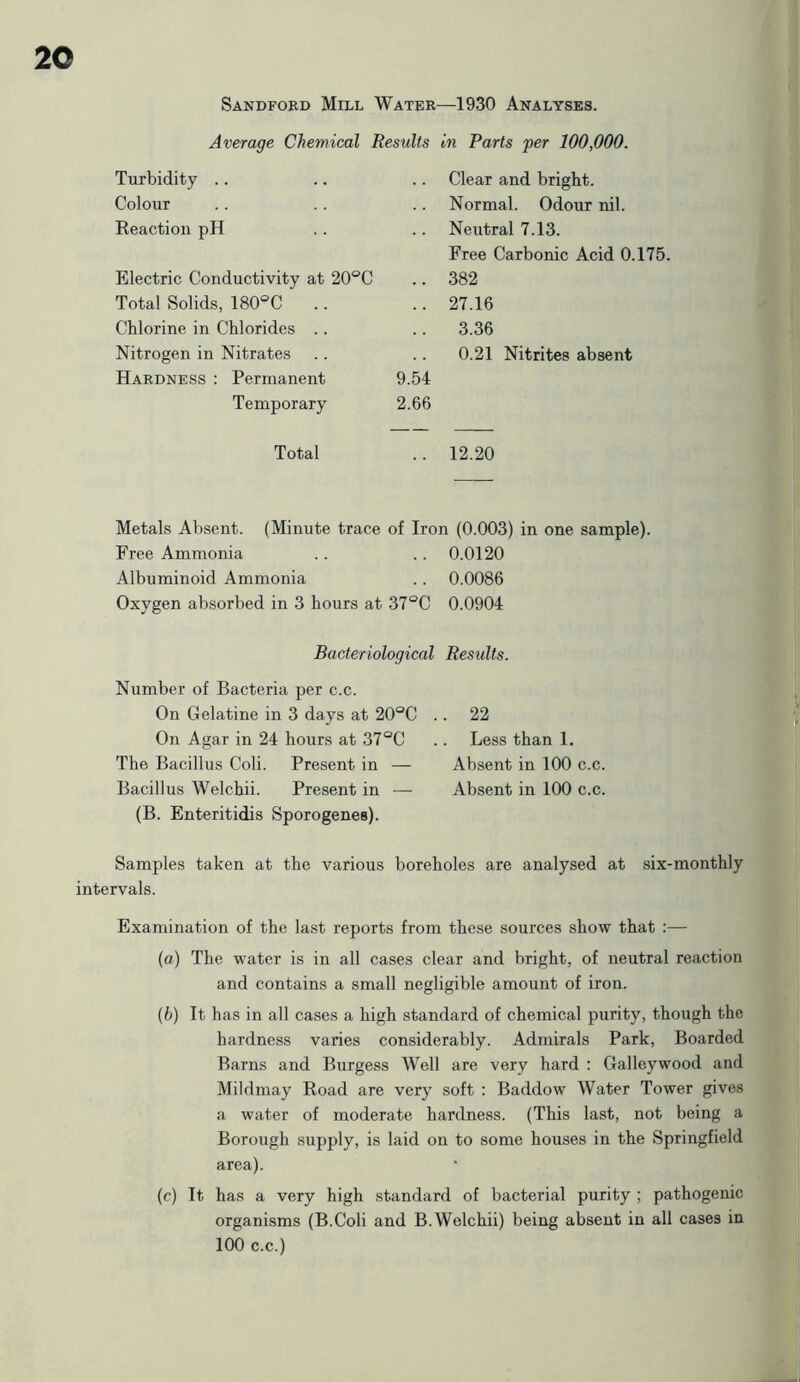 20
Sandford Mill Water—1930 Analyses.
Average Chemical Results in Parts per 100,000.
Turbidity .. .. .. Clear and bright.
Colour .. .. .. Normal. Odour nil.
Reaction pH .. .. Neutral 7.13.
Free Carbonic Acid 0.175.
Electric Conductivity at 20°C .. 382
Total Solids, 180°C .. .. 27.16
Chlorine in Chlorides .. .. 3.36
Nitrogen in Nitrates .. .. 0.21 Nitrites absent
Hardness : Permanent 9.54
Temporary 2.66
Total .. 12.20
Metals Absent. (Minute trace of Iron (0.003) in one sample).
Free Ammonia .. .. 0.0120
Albuminoid Ammonia .. 0.0086
Oxygen absorbed in 3 hours at 37°C 0.0904
Bacteriological Results.
Number of Bacteria per c.c.
On Gelatine in 3 days at 20°C .. 22
On Agar in 24 hours at 37°C .. Less than 1.
The Bacillus Coli. Present in — Absent in 100 c.c.
Bacillus Welchii. Present in — Absent in 100 c.c.
(B. Enteritidis Sporogenes).
Samples taken at the various boreholes are analysed at six-monthly
intervals.
Examination of the last reports from these sources show that :—
(a) The water is in all cases clear and bright, of neutral reaction
and contains a small negligible amount of iron.
(b) It has in all cases a high standard of chemical purity, though the
hardness varies considerably. Admirals Park, Boarded
Barns and Burgess Well are very hard : Galleywood and
Mildmay Road are very soft : Baddow Water Tower gives
a water of moderate hardness. (This last, not being a
Borough supply, is laid on to some houses in the Springfield
area).
(c) It has a very high standard of bacterial purity ; pathogenic
organisms (B.Coli and B.Welchii) being absent in all cases in
100 c.c.)